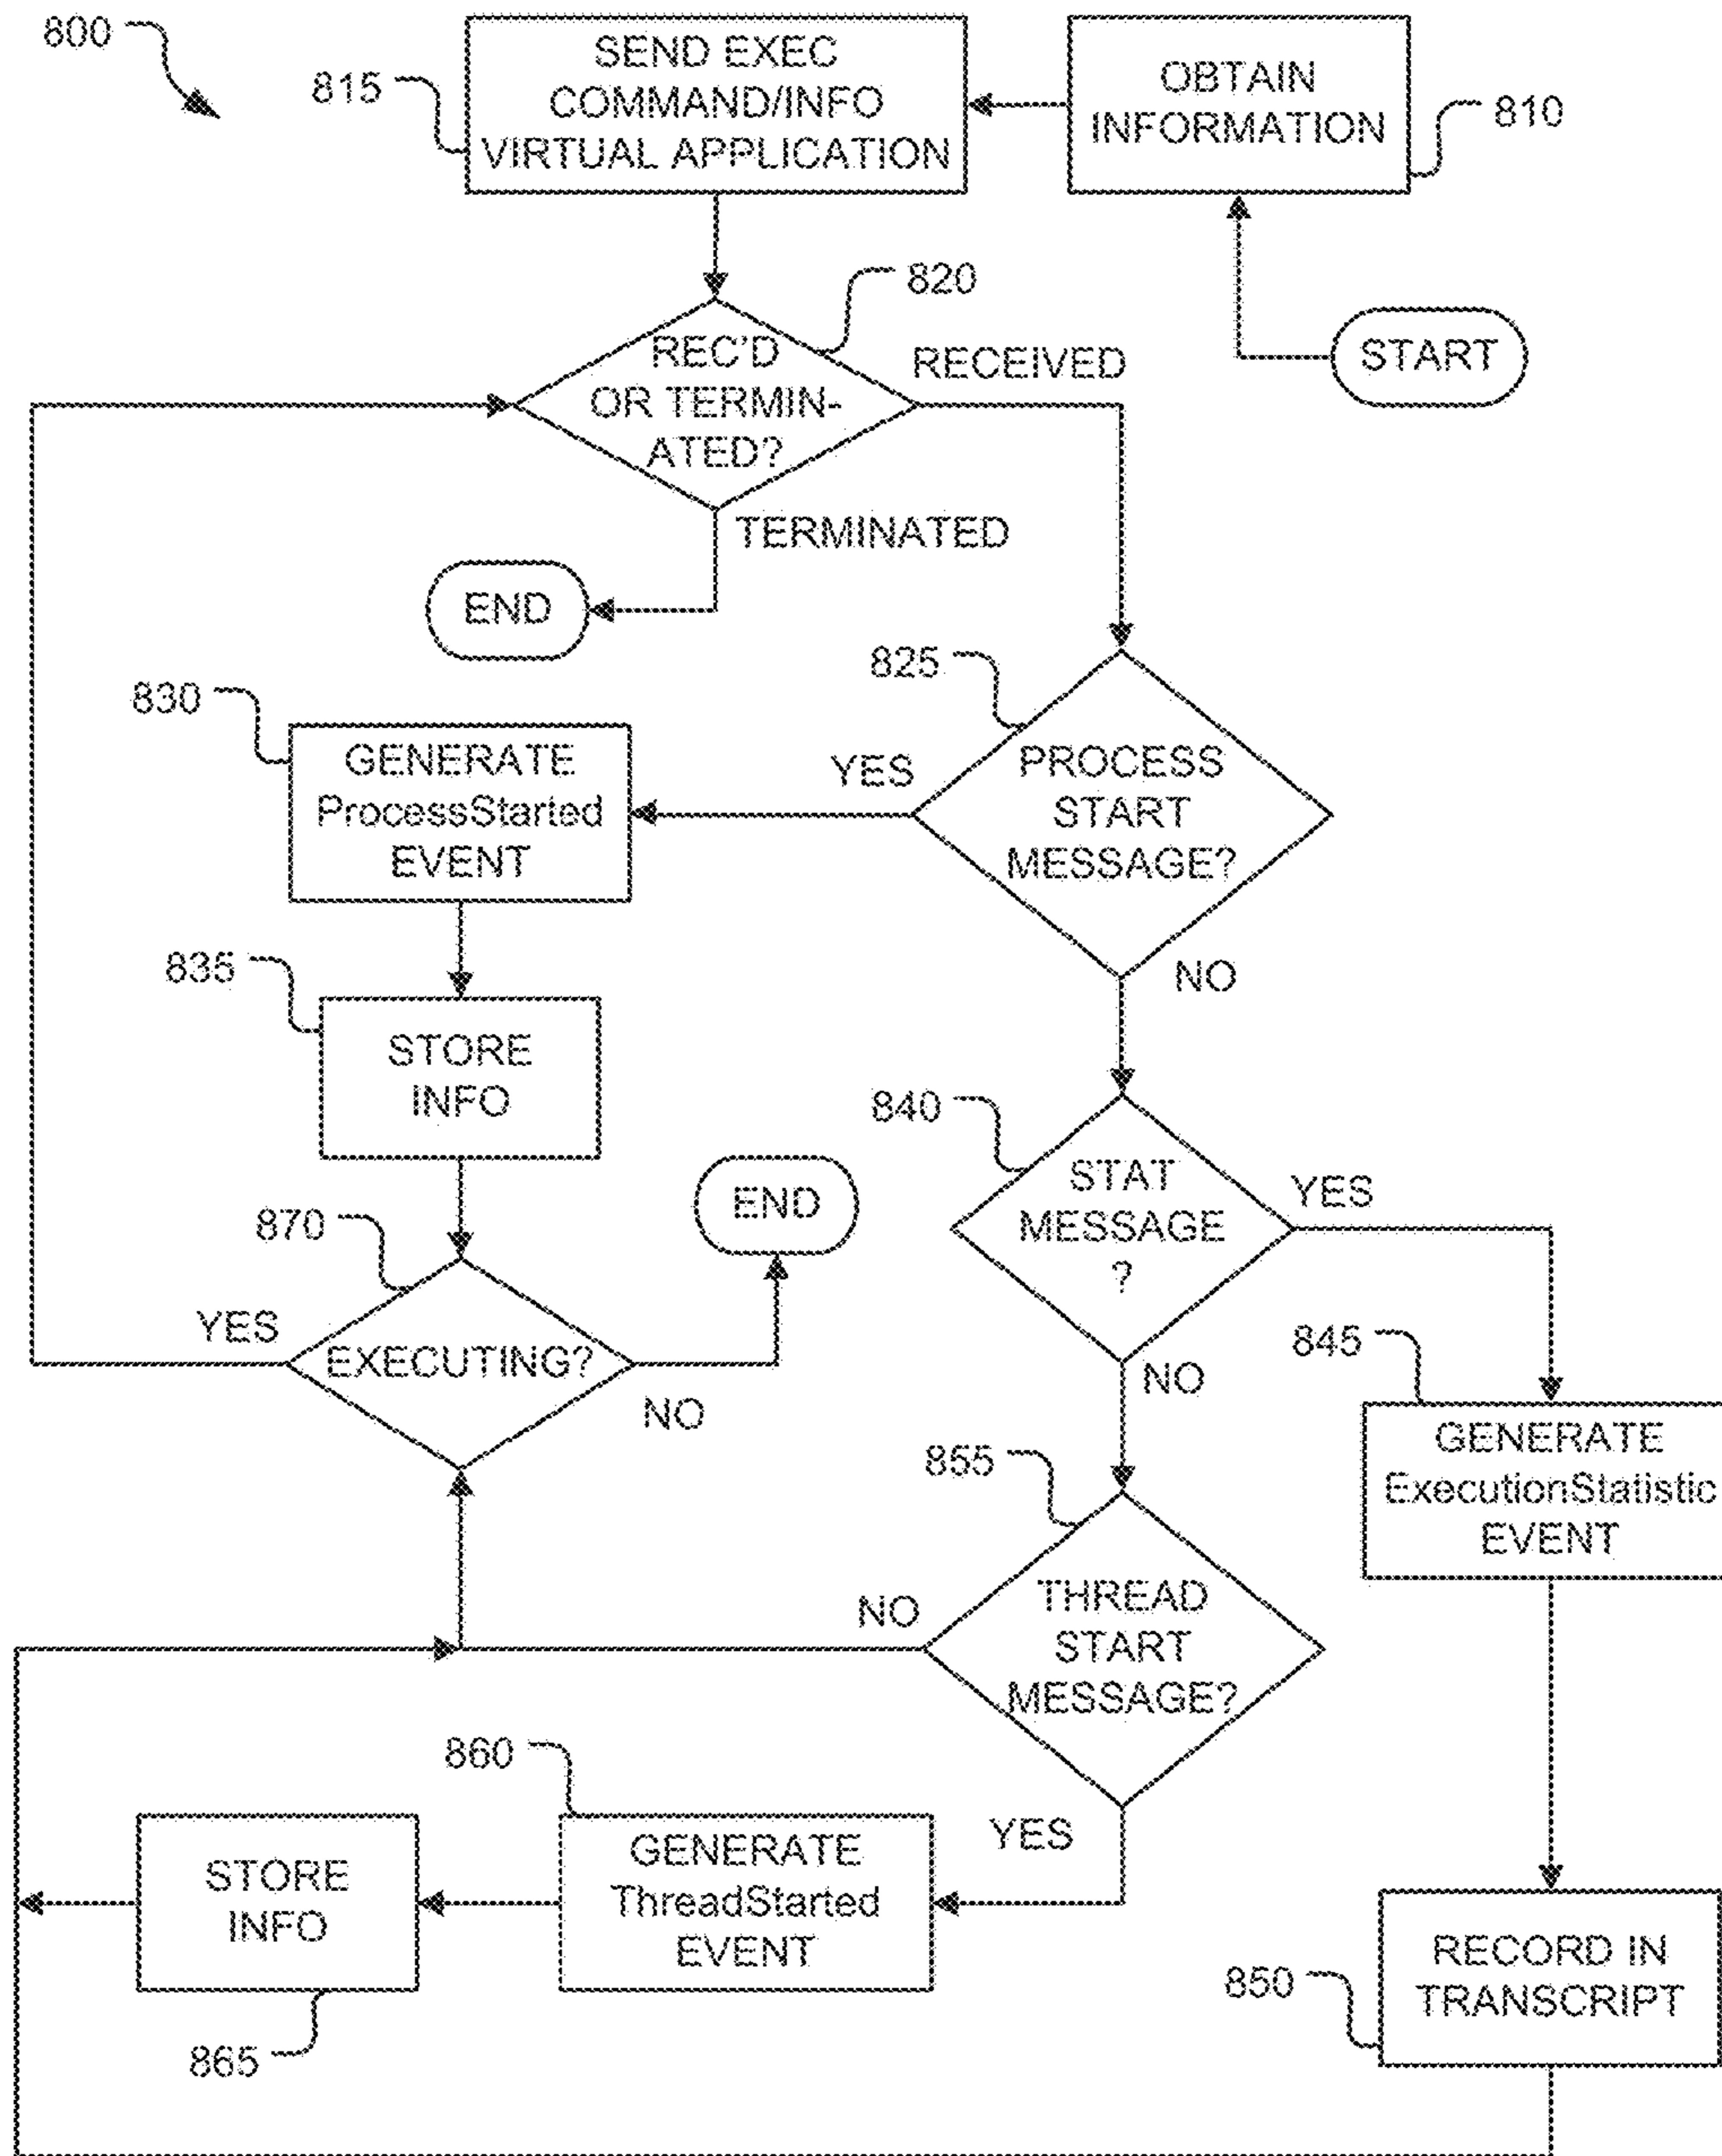 800
815
SEND EXEC
COMMAND/INFO
VIRTUAL APPLICATION
OBTAIN
INFORMATION
810
820
REC'D
OR TERMIN-
ATED?
RECEIVED
START
TERMINATED
END
825
830
GENERATE
ProcessStarted
EVENT
YES
PROCESS
START
MESSAGE?
NO
835
STORE
INFO
840
STAT
MESSAGE
?
YES
END
870
YES
EXECUTING?
NO
NO
845
GENERATE
ExecutionStatistic
EVENT
855
NO
THREAD
START
MESSAGE?
YES
860
GENERATE
ThreadStarted
EVENT
STORE
INFO
865
850
RECORD IN
TRANSCRIPT